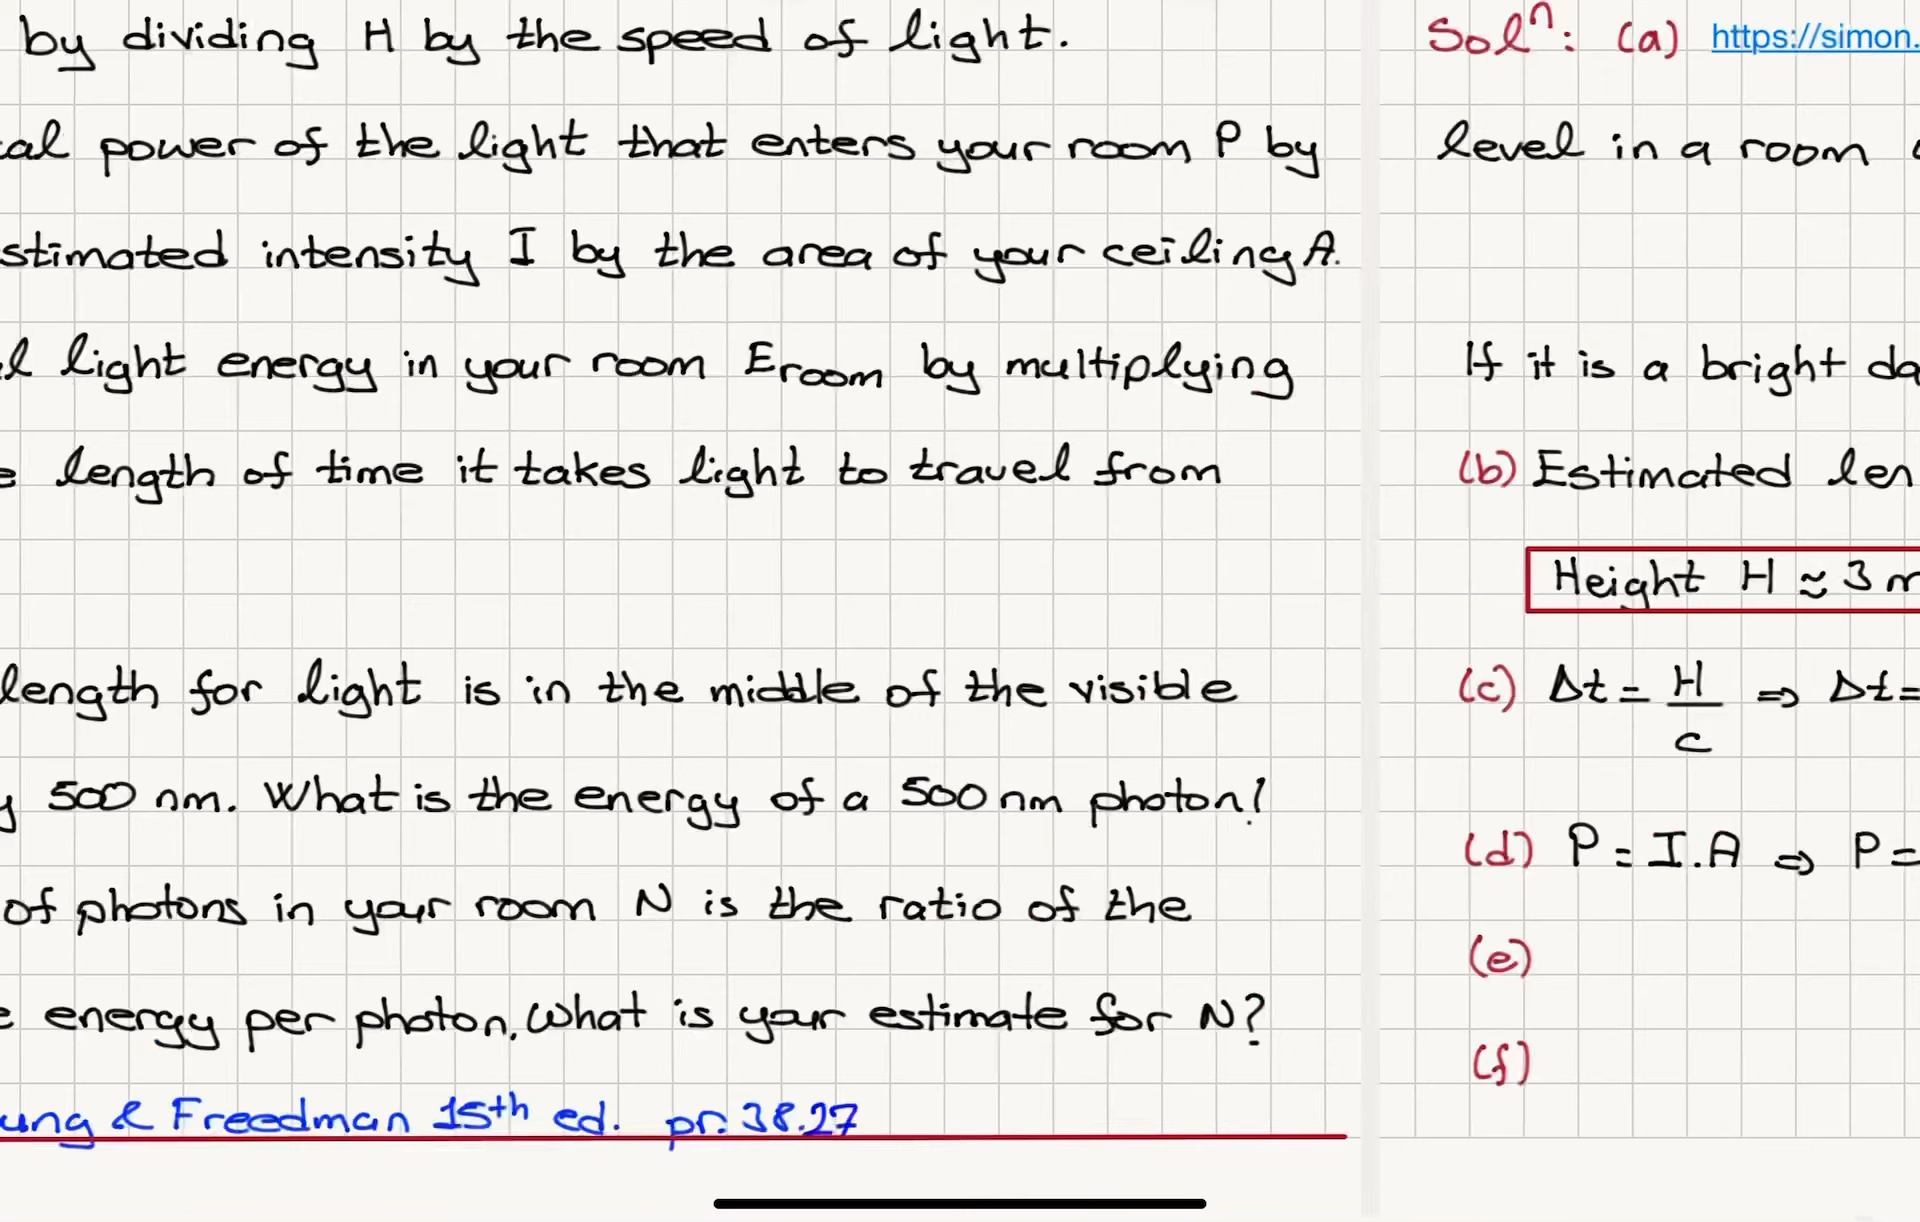 by dividing H by the speed of light.
al power of the light that enters your room P by
stimated intensity I by the area of your ceiling A.
l light energy in your room Eroom by multiplying
e length of time it takes light to travel from
length for light is in the middle of the visible
y 500 nm. What is the energy of a 500 nm photon?
of photons in your room N is the ratio of the
e energy per photon. What is your estimate for N?
ung & Freedman 15th ed. pr. 38.27
Solⁿ: (a) https://simon.
level in a room
If it is a bright da
(b) Estimated len
Height H ≈ 3 m
(c) Δt = H/c ⇒ Δt =
(d) P = I.A ⇒ P =
(e)
(f)